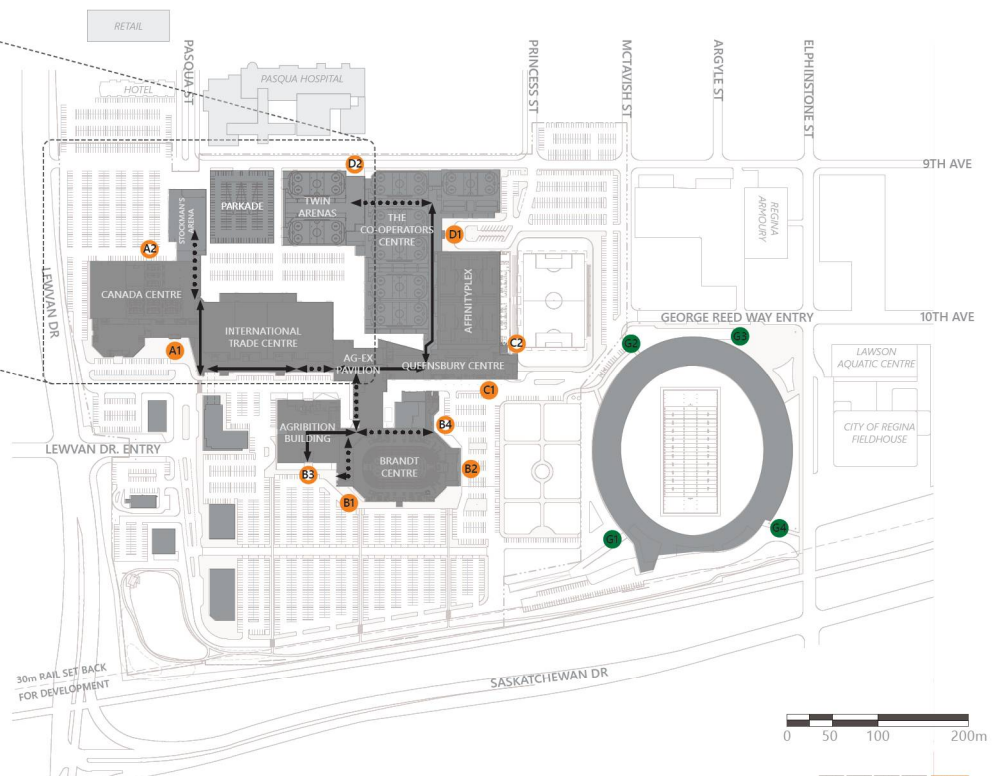 RETAIL
PASQUA ST
PRINCESS ST
MCTAVISH ST
ARGYLE ST
ELPHINSTONE ST
HOTEL
PASQUA HOSPITAL
D2
9TH AVE
STOCKMAN'S
ARENA
PARKADE
TWIN
ARENAS
THE
CO-OPERATORS
CENTRE
D1
REGINA
ARMOURY
A2
LEWVAN DR
CANADA CENTRE
AFFINITYPLEX
GEORGE REED WAY ENTRY
10TH AVE
INTERNATIONAL
TRADE CENTRE
A1
AG-EX
PAVILION
QUEENSBURY CENTRE
C2
G2
G3
LAWSON
AQUATIC CENTRE
C1
AGRIBITION
BUILDING
B4
CITY OF REGINA
FIELDHOUSE
LEWVAN DR. ENTRY
BRANDT
CENTRE
B3
B2
B1
G1
G4
30m RAIL SET BACK
FOR DEVELOPMENT
SASKATCHEWAN DR
0 50 100 200m